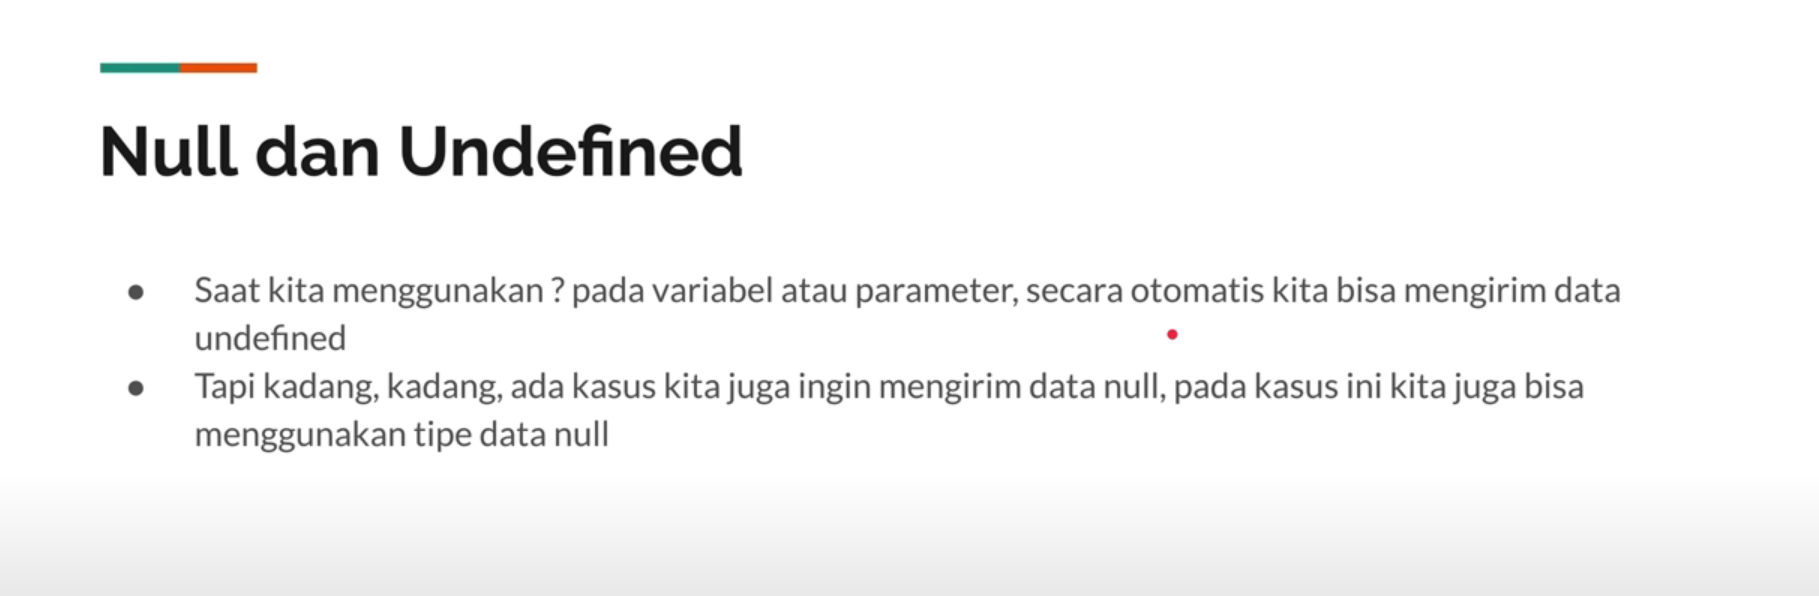 Null dan Undefined
● Saat kita menggunakan ? pada variabel atau parameter, secara otomatis kita bisa mengirim data
undefined
● Tapi kadang, kadang, ada kasus kita juga ingin mengirim data null, pada kasus ini kita juga bisa
menggunakan tipe data null